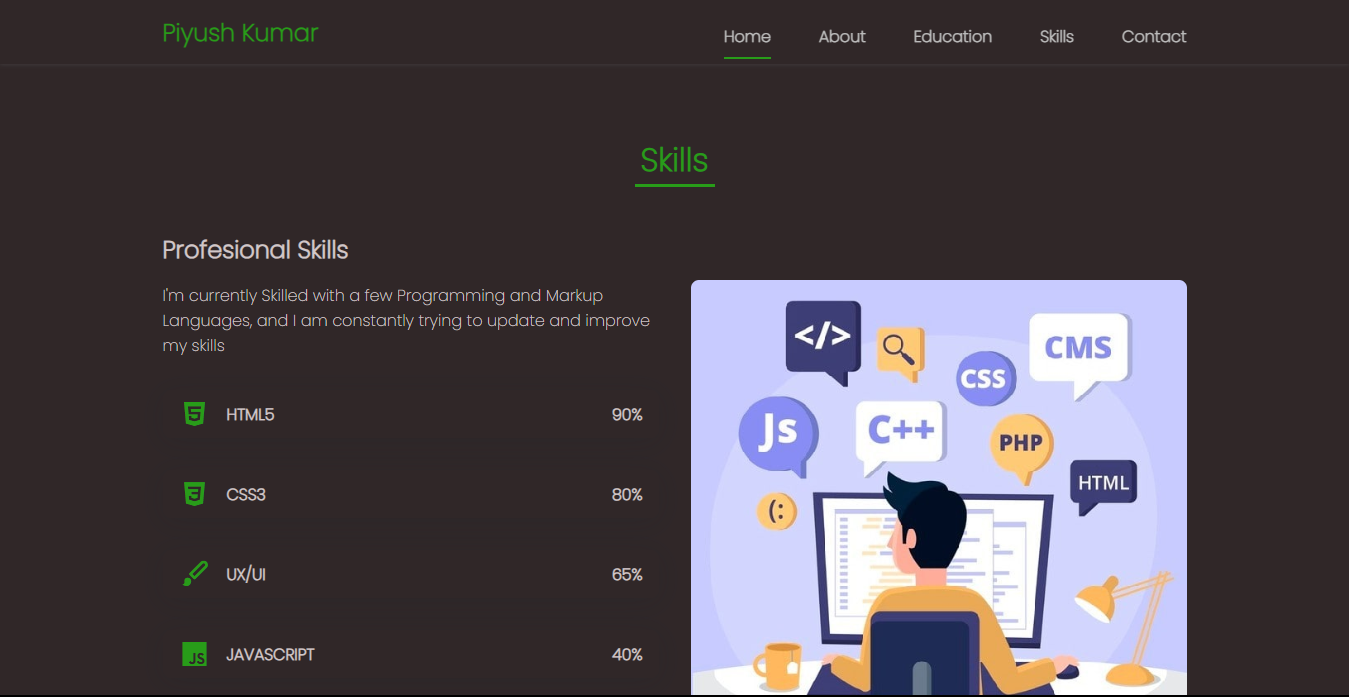 Piyush Kumar
Home About Education Skills Contact
Skills
Profesional Skills
I'm currently Skilled with a few Programming and Markup
Languages, and I am constantly trying to update and improve
my skills
HTML5 90%
CSS3 80%
UX/UI 65%
JS JAVASCRIPT 40%
</>
CMS
CSS
Js
C++
PHP
HTML
(: